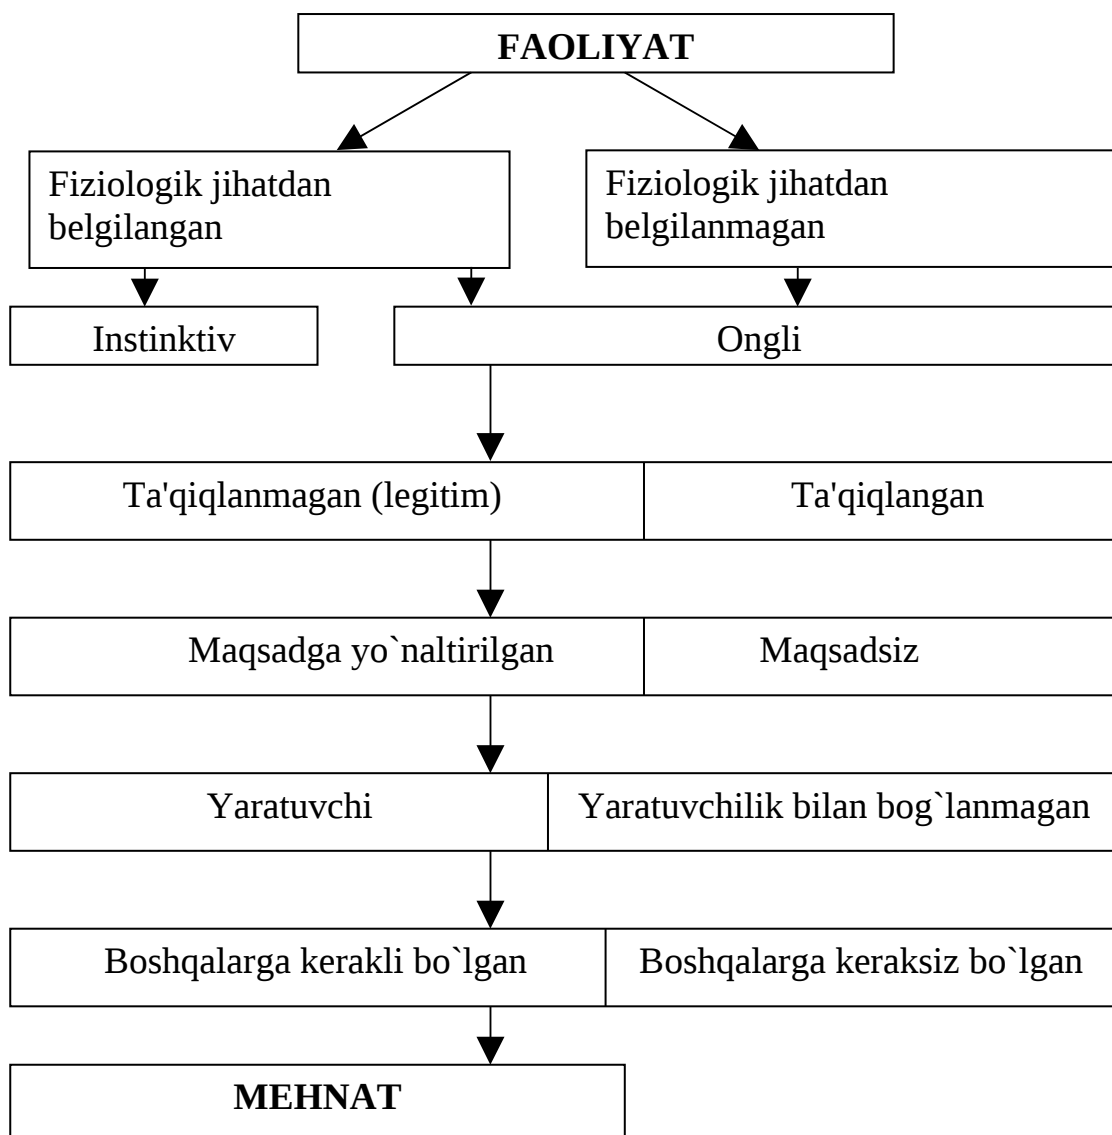 FAOLIYAT
Fiziologik jihatdan
belgilangan
Fiziologik jihatdan
belgilanmagan
Instinktiv
Ongli
Ta'qiqlanmagan (legitim)
Ta'qiqlangan
Maqsadga yo`naltirilgan
Maqsadsiz
Yaratuvchi
Yaratuvchilik bilan bog`lanmagan
Boshqalarga kerakli bo`lgan
Boshqalarga keraksiz bo`lgan
MEHNAT